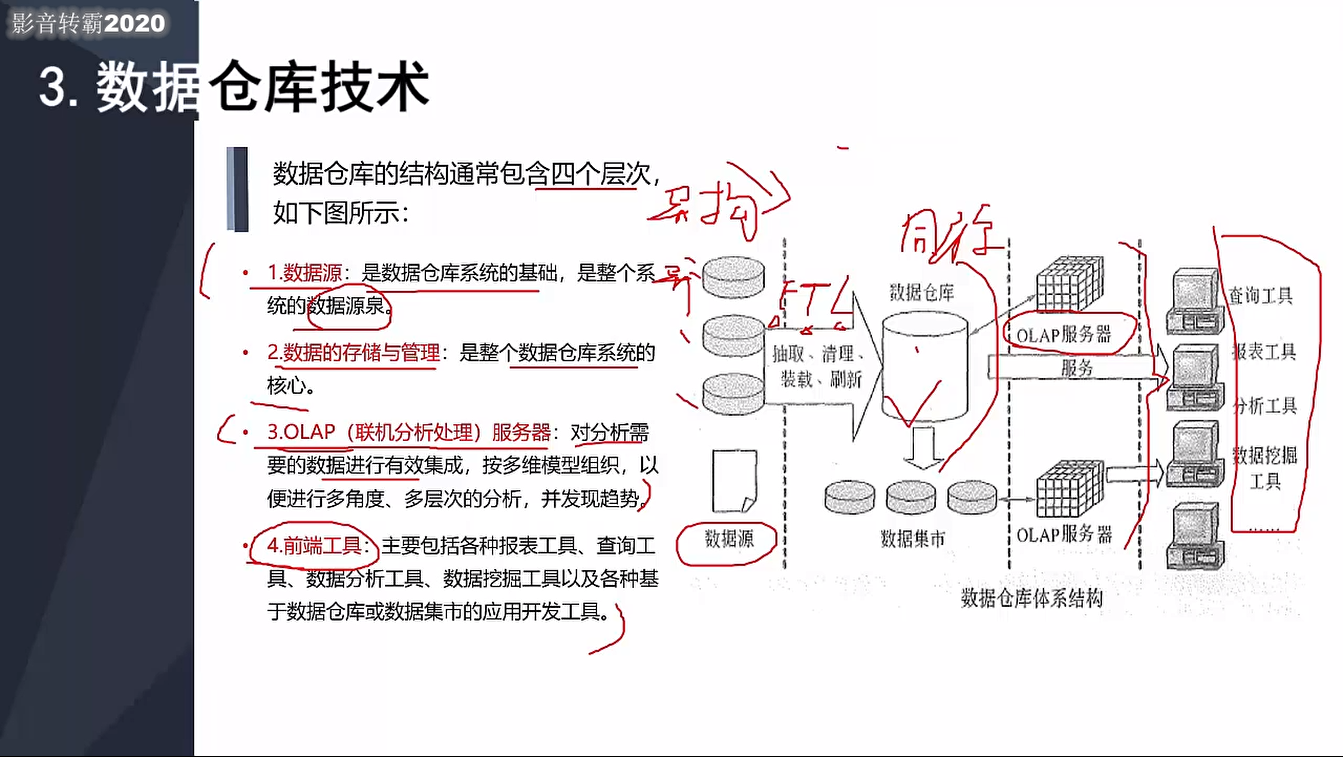 影音转霸2020
3. 数据仓库技术
数据仓库的结构通常包含四个层次，
如下图所示：
• 1.数据源：是数据仓库系统的基础，是整个系
统的数据源泉。
• 2.数据的存储与管理：是整个数据仓库系统的
核心。
• 3.OLAP（联机分析处理）服务器：对分析需
要的数据进行有效集成，按多维模型组织，以
便进行多角度、多层次的分析，并发现趋势。
• 4.前端工具：主要包括各种报表工具、查询工
具、数据分析工具、数据挖掘工具以及各种基
于数据仓库或数据集市的应用开发工具。
异构
ETL
抽取、清理、
装载、刷新
数据源
数据仓库
数据集市
OLAP服务器
服务
OLAP服务器
查询工具
报表工具
分析工具
数据挖掘
工具
……
数据仓库体系结构